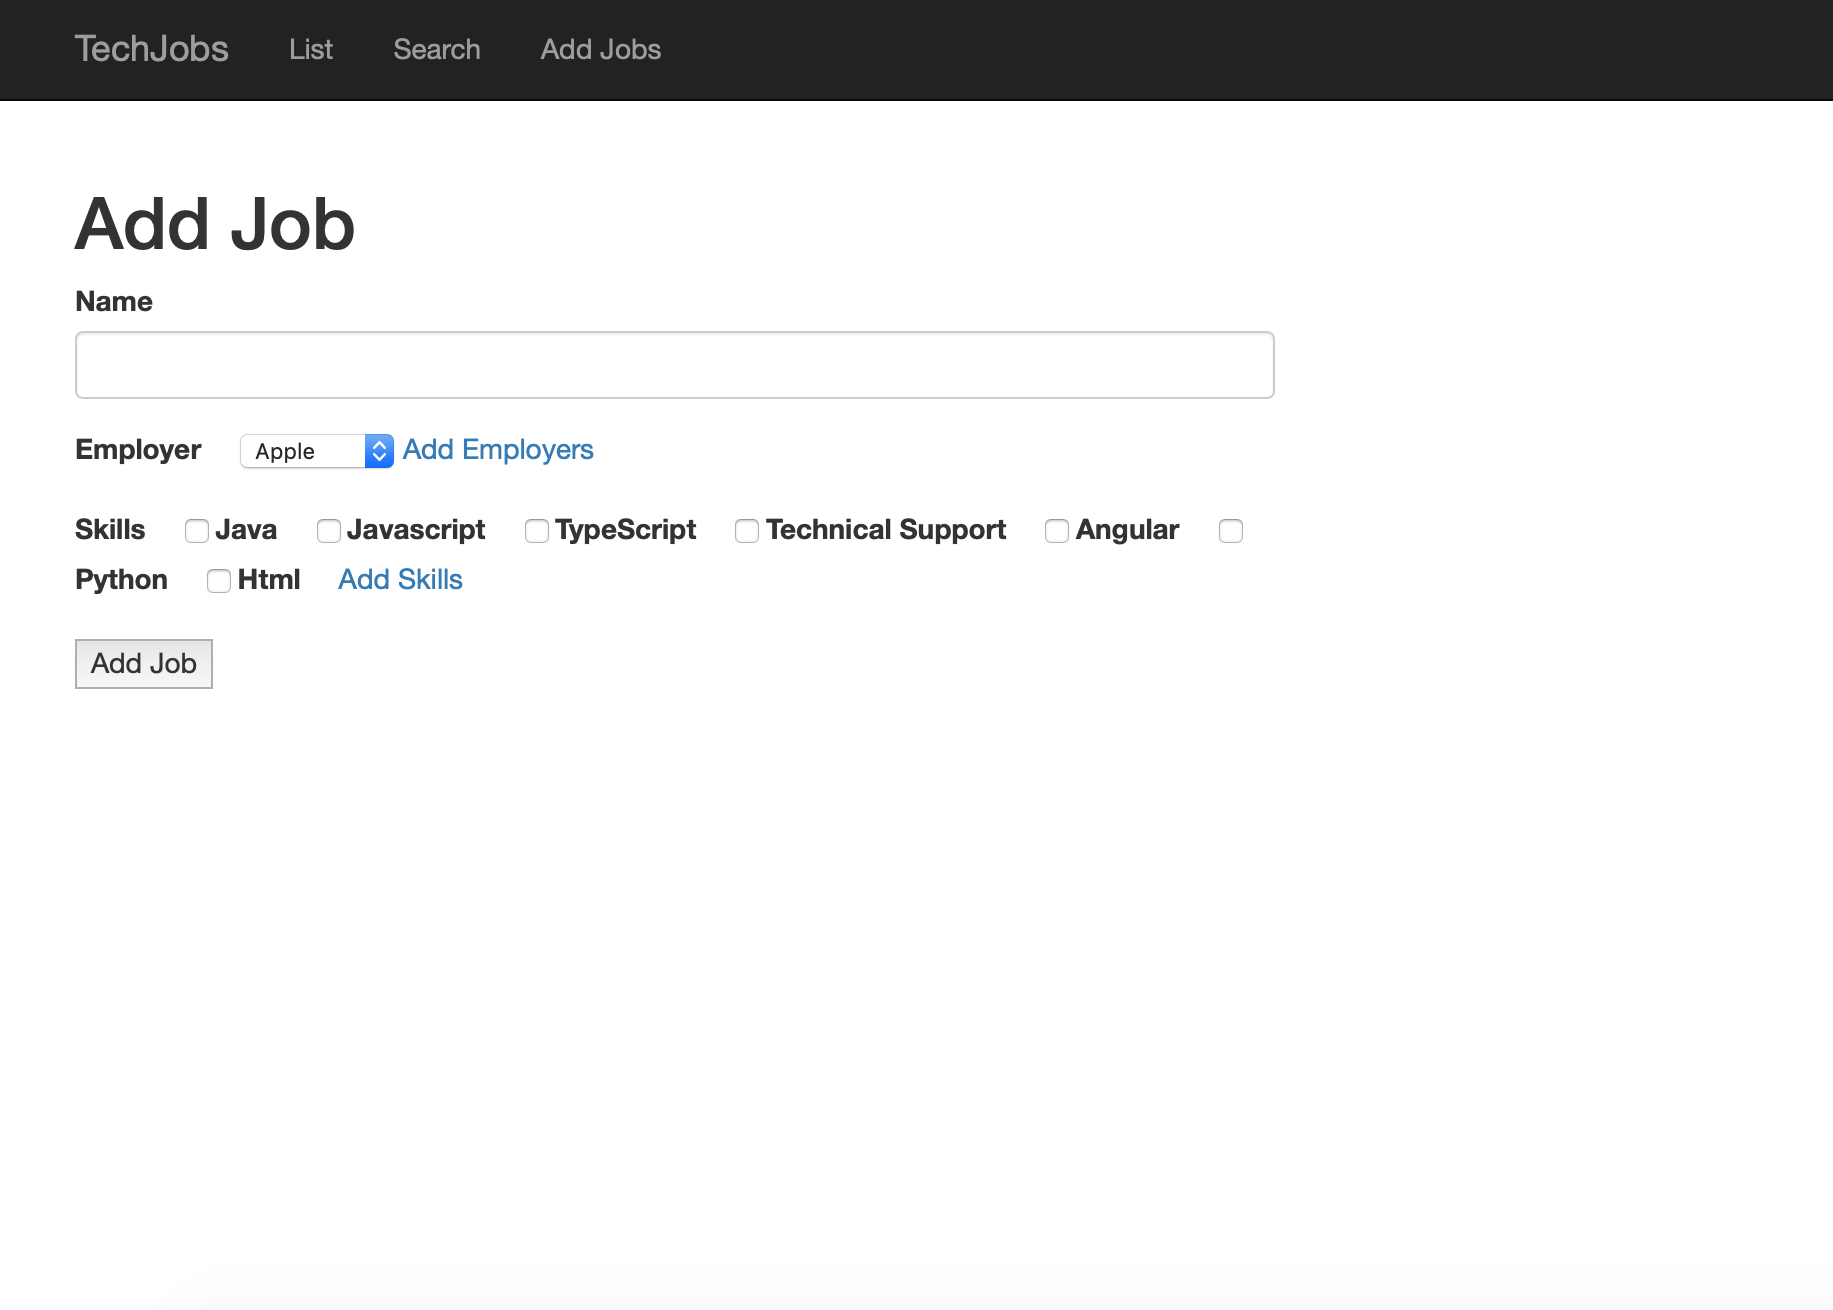 TechJobs List Search Add Jobs
Add Job
Name
Employer Apple Add Employers
Skills Java Javascript TypeScript Technical Support Angular
Python Html Add Skills
Add Job